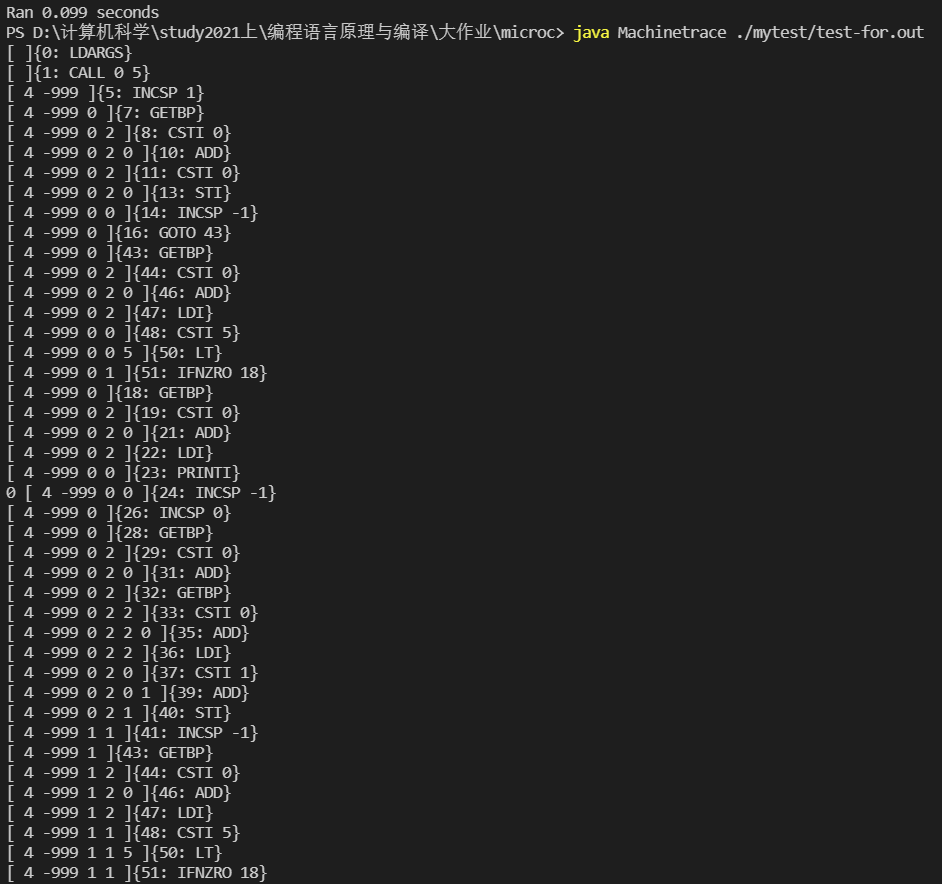 Ran 0.099 seconds
PS D:\计算机科学\study2021上\编程语言原理与编译\大作业\microc> java Machinetrace ./mytest/test-for.out
[ ]{0: LDARGS}
[ ]{1: CALL 0 5}
[ 4 -999 ]{5: INCSP 1}
[ 4 -999 0 ]{7: GETBP}
[ 4 -999 0 2 ]{8: CSTI 0}
[ 4 -999 0 2 0 ]{10: ADD}
[ 4 -999 0 2 ]{11: CSTI 0}
[ 4 -999 0 2 0 ]{13: STI}
[ 4 -999 0 0 ]{14: INCSP -1}
[ 4 -999 0 ]{16: GOTO 43}
[ 4 -999 0 ]{43: GETBP}
[ 4 -999 0 2 ]{44: CSTI 0}
[ 4 -999 0 2 0 ]{46: ADD}
[ 4 -999 0 2 ]{47: LDI}
[ 4 -999 0 0 ]{48: CSTI 5}
[ 4 -999 0 0 5 ]{50: LT}
[ 4 -999 0 1 ]{51: IFNZRO 18}
[ 4 -999 0 ]{18: GETBP}
[ 4 -999 0 2 ]{19: CSTI 0}
[ 4 -999 0 2 0 ]{21: ADD}
[ 4 -999 0 2 ]{22: LDI}
[ 4 -999 0 0 ]{23: PRINTI}
0 [ 4 -999 0 0 ]{24: INCSP -1}
[ 4 -999 0 ]{26: INCSP 0}
[ 4 -999 0 ]{28: GETBP}
[ 4 -999 0 2 ]{29: CSTI 0}
[ 4 -999 0 2 0 ]{31: ADD}
[ 4 -999 0 2 ]{32: GETBP}
[ 4 -999 0 2 2 ]{33: CSTI 0}
[ 4 -999 0 2 2 0 ]{35: ADD}
[ 4 -999 0 2 2 ]{36: LDI}
[ 4 -999 0 2 0 ]{37: CSTI 1}
[ 4 -999 0 2 0 1 ]{39: ADD}
[ 4 -999 0 2 1 ]{40: STI}
[ 4 -999 1 1 ]{41: INCSP -1}
[ 4 -999 1 ]{43: GETBP}
[ 4 -999 1 2 ]{44: CSTI 0}
[ 4 -999 1 2 0 ]{46: ADD}
[ 4 -999 1 2 ]{47: LDI}
[ 4 -999 1 1 ]{48: CSTI 5}
[ 4 -999 1 1 5 ]{50: LT}
[ 4 -999 1 1 ]{51: IFNZRO 18}